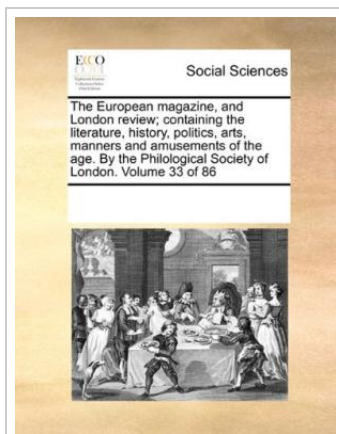 ECCO
Social Sciences
The European magazine, and
London review; containing the
literature, history, politics, arts,
manners and amusements of the
age. By the Philological Society of
London. Volume 33 of 86